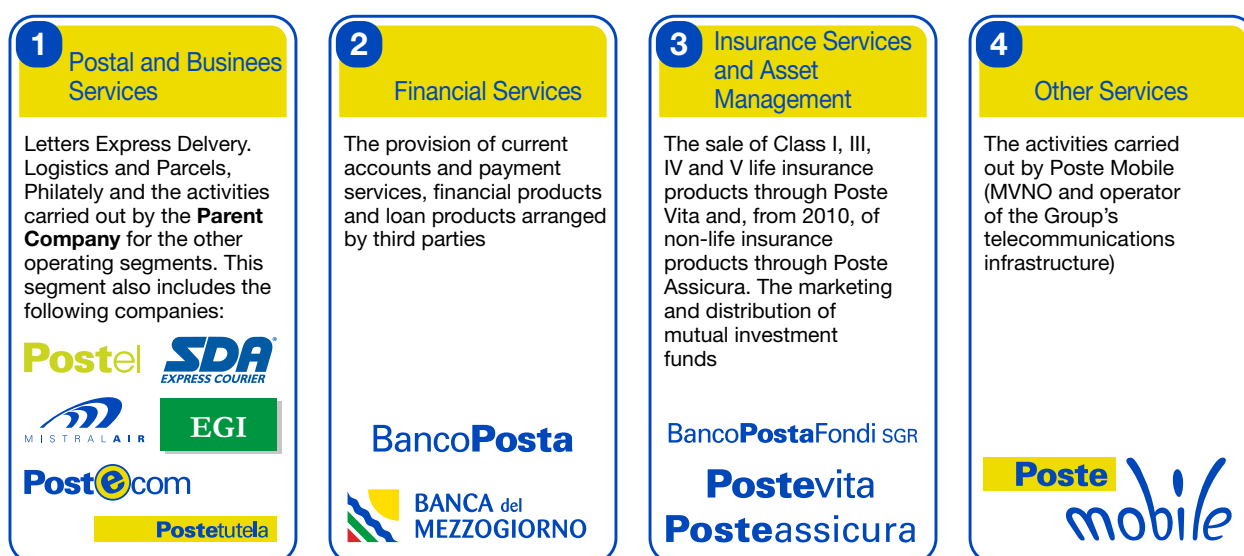 1
Postal and Businees
Services
Letters Express Delvery.
Logistics and Parcels,
Philately and the activities
carried out by the Parent
Company for the other
operating segments. This
segment also includes the
following companies:
Postel
SDA
EXPRESS COURIER
MISTRALAIR
EGI
Postecom
Postetutela
2
Financial Services
The provision of current
accounts and payment
services, financial products
and loan products arranged
by third parties
BancoPosta
BANCA del
MEZZOGIORNO
3
Insurance Services
and Asset
Management
The sale of Class I, III,
IV and V life insurance
products through Poste
Vita and, from 2010, of
non-life insurance
products through Poste
Assicura. The marketing
and distribution of
mutual investment
funds
BancoPostaFondi SGR
Postevita
Posteassicura
4
Other Services
The activities carried
out by Poste Mobile
(MVNO and operator
of the Group's
telecommunications
infrastructure)
Poste
mobile